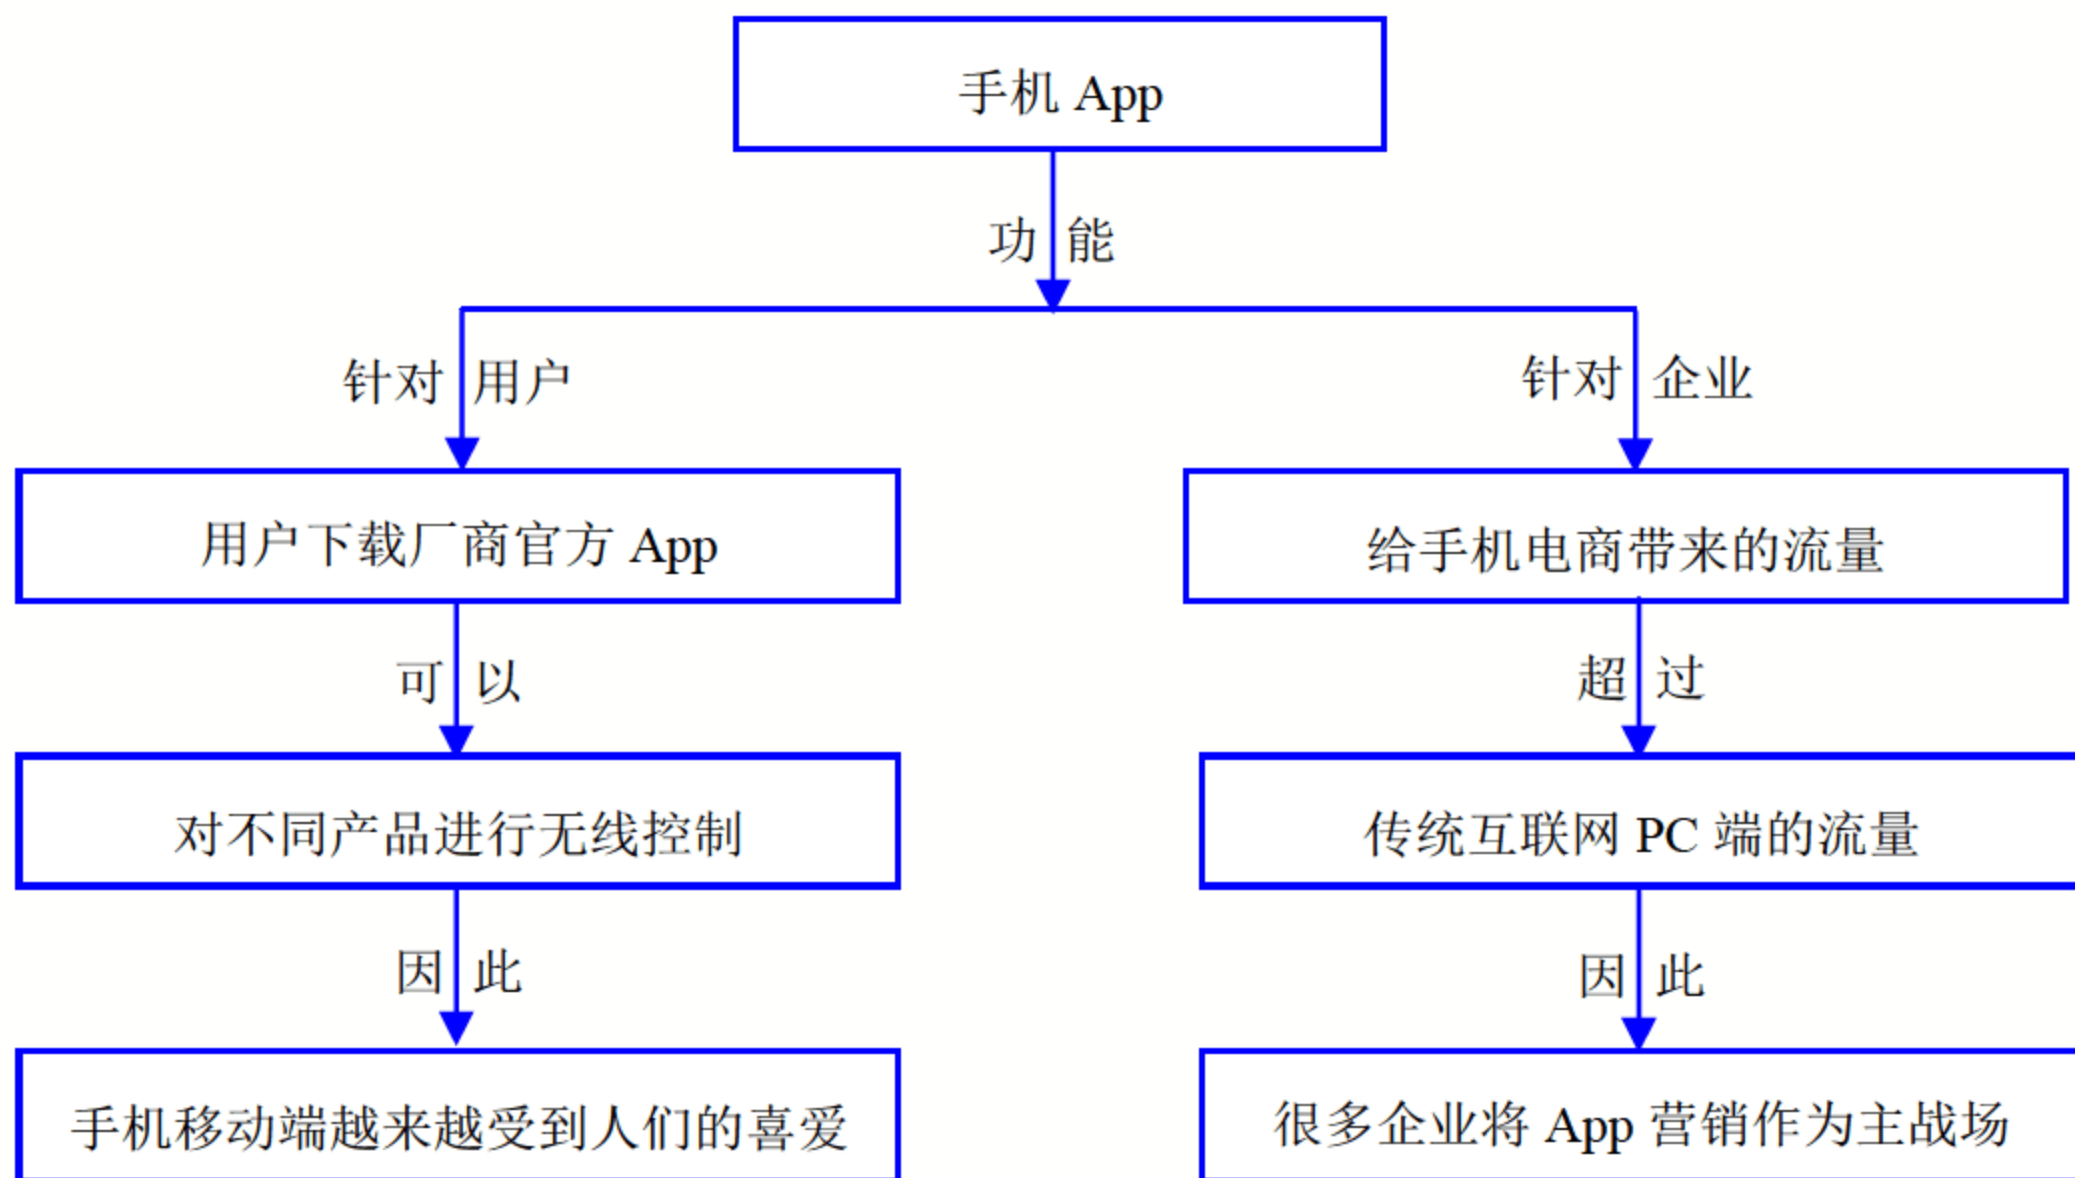 手机 App
功能
针对用户
针对企业
用户下载厂商官方 App
给手机电商带来的流量
可以
超过
对不同产品进行无线控制
传统互联网 PC 端的流量
因此
因此
手机移动端越来越受到人们的喜爱
很多企业将 App 营销作为主战场